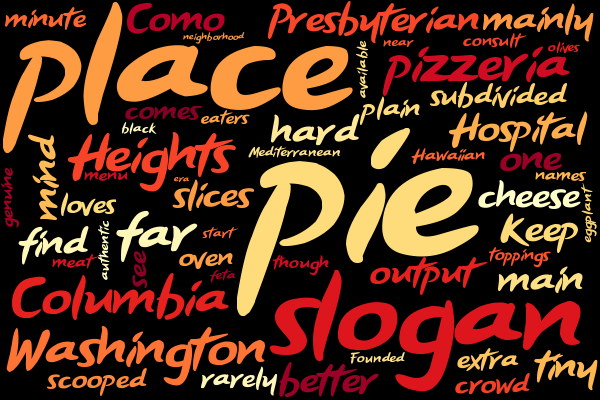 minute
Como
neighborhood
Presbyterian
mainly
near
consult
olives
place
available
pizzeria
subdivided
plain
comes
eaters
black
hard
Hospital
Heights
Mediterranean
Hawaiian
one
names
menu
era
genuine
mind
loves
slices
pie
cheese
eggplant
keep
find
far
start
authentic
see
meat
oven
feta
though
output
toppings
main
Columbia
slogan
Washington
Founded
extra
tiny
scooped
rarely
better
crowd